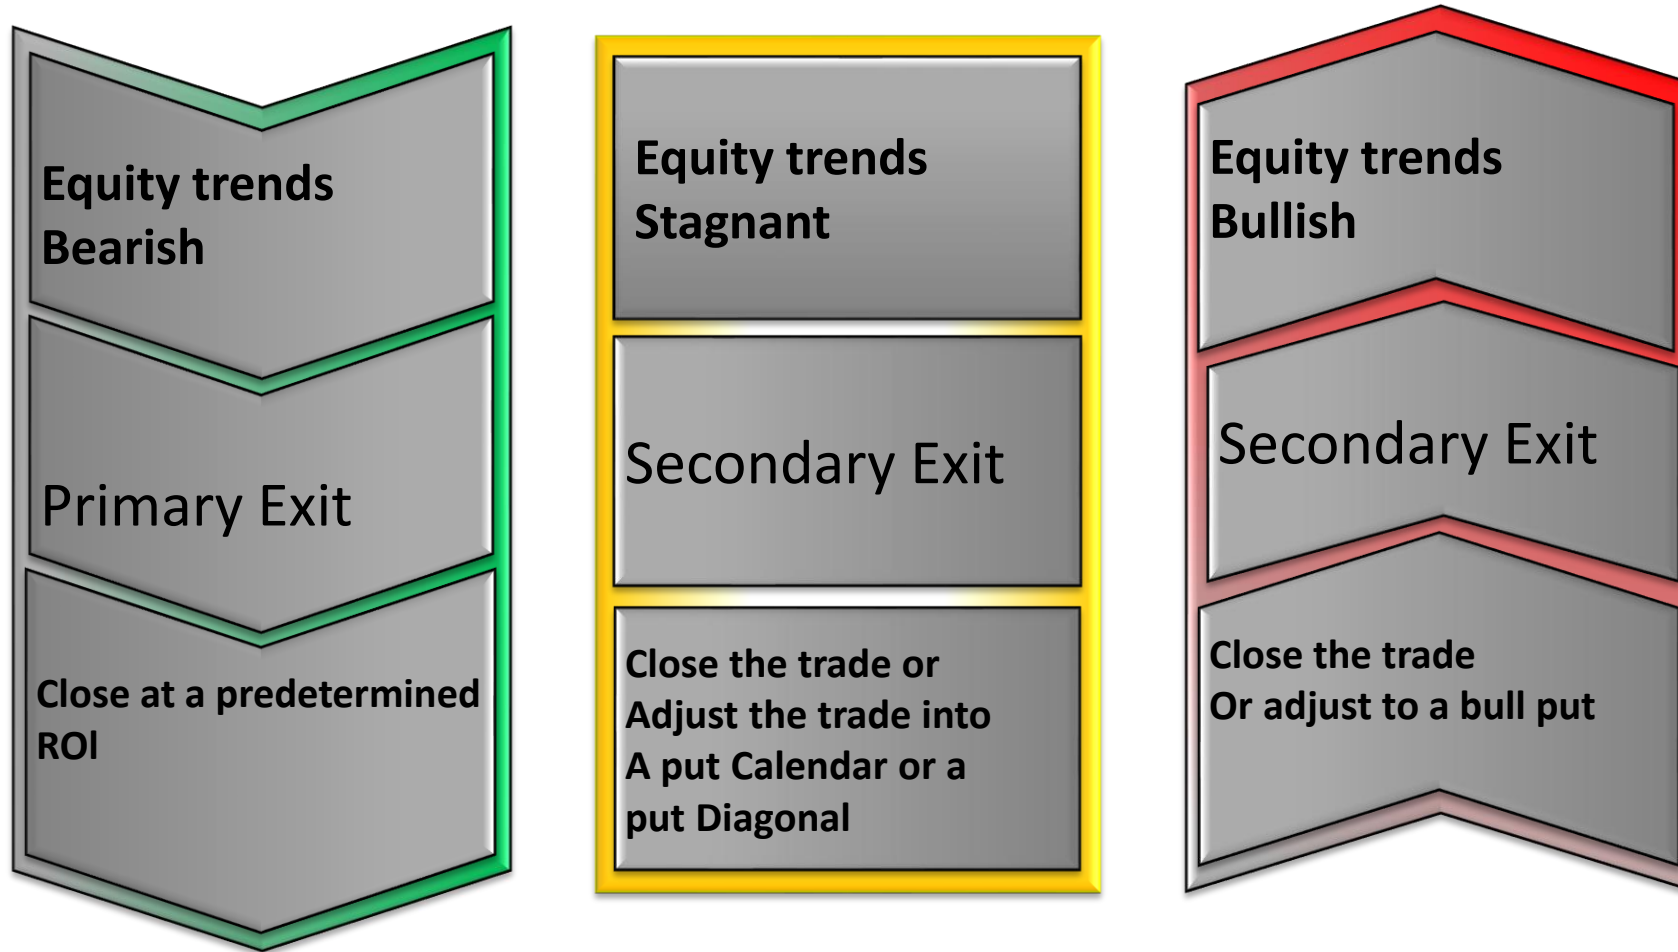 Equity trends
Bearish
Primary Exit
Close at a predetermined
ROl
Equity trends
Stagnant
Secondary Exit
Close the trade or
Adjust the trade into
A put Calendar or a
put Diagonal
Equity trends
Bullish
Secondary Exit
Close the trade
Or adjust to a bull put